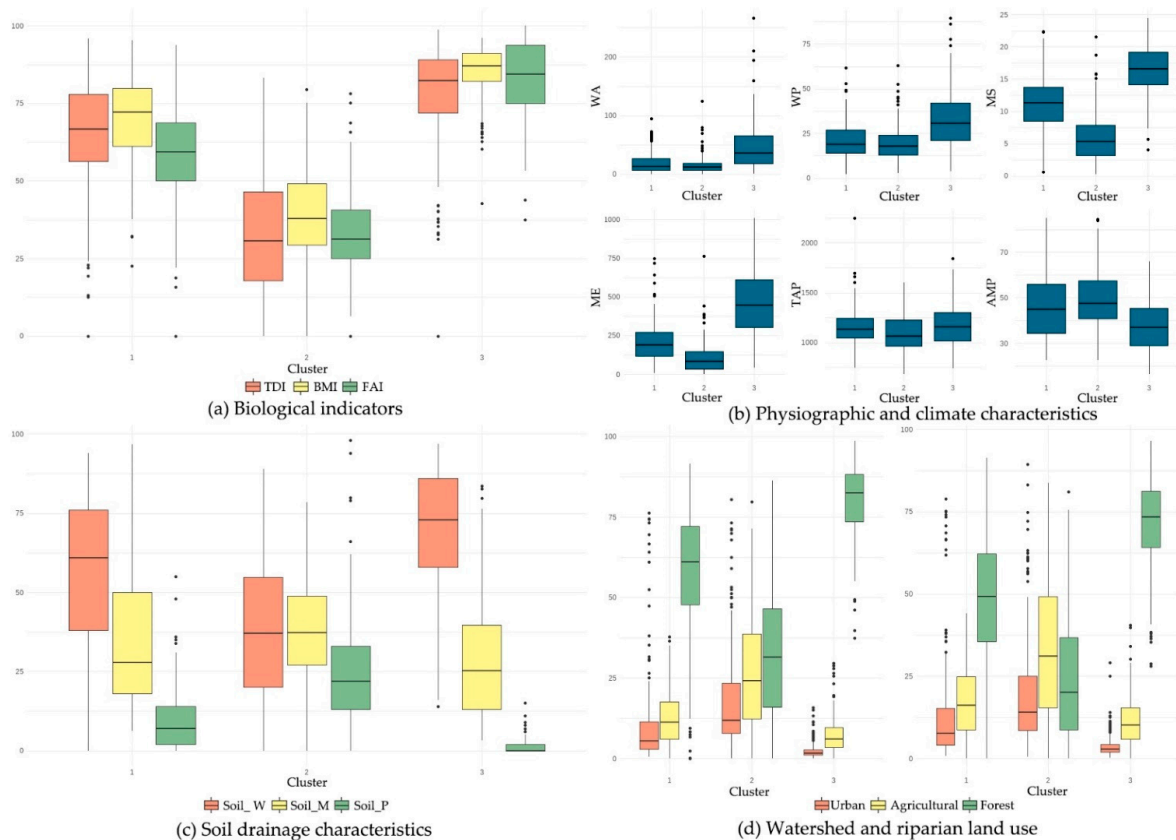 100
75
50
25
0
1
2
3
Cluster
TDI BMI FAI
(a) Biological indicators
WA
200
100
0
1 2 3
Cluster
WP
75
50
25
0
1 2 3
Cluster
MS
25
20
15
10
5
0
1 2 3
Cluster
ME
1000
750
500
250
0
1 2 3
Cluster
TAP
2000
1500
1000
1 2 3
Cluster
AMP
70
50
30
1 2 3
Cluster
(b) Physiographic and climate characteristics
100
75
50
25
0
1
2
3
Cluster
Soil_ W Soil_M Soil_P
(c) Soil drainage characteristics
100
75
50
25
0
1 2 3
Cluster
100
75
50
25
0
1 2 3
Cluster
Urban Agricultural Forest
(d) Watershed and riparian land use